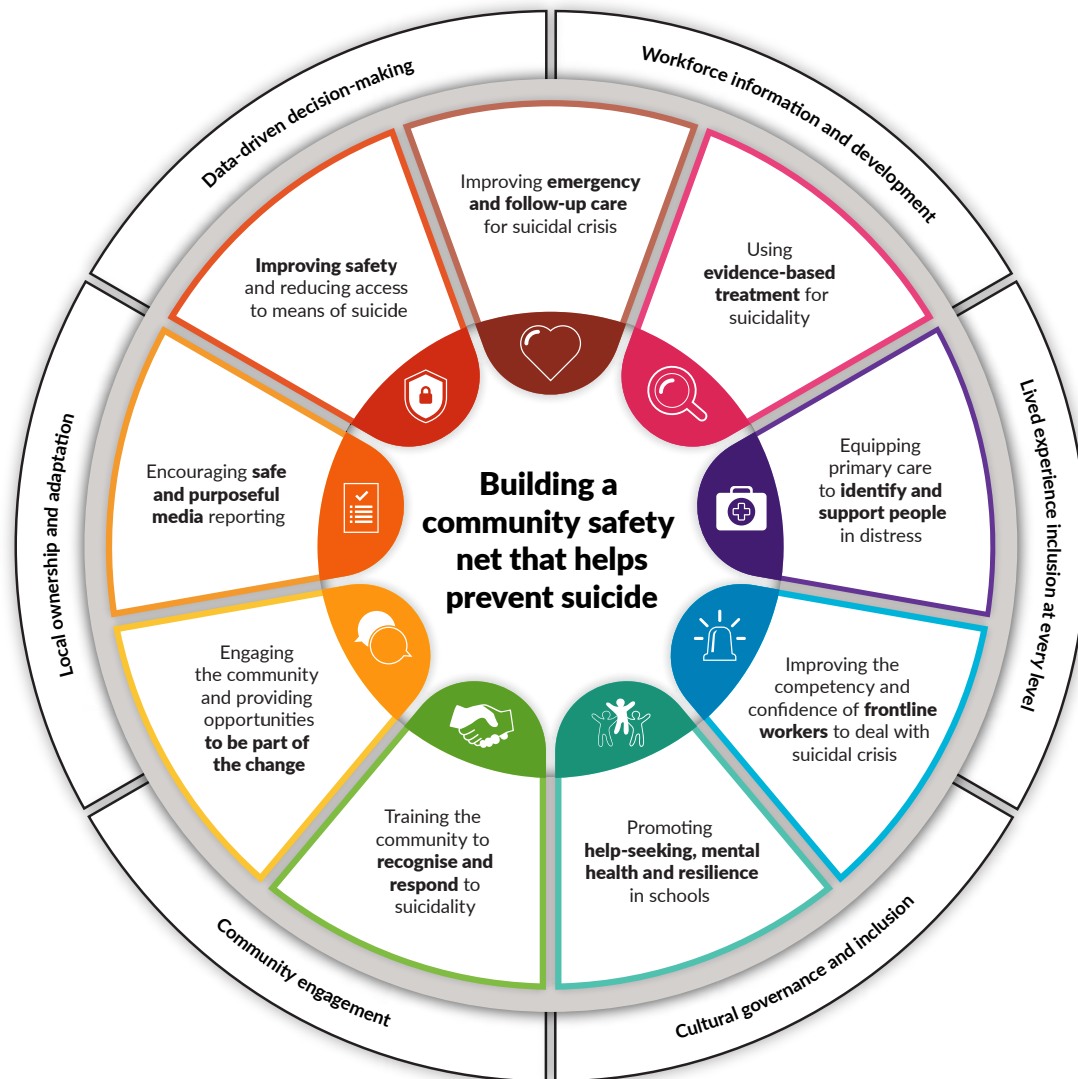 Building a
community safety
net that helps
prevent suicide
Improving emergency
and follow-up care
for suicidal crisis
Using
evidence-based
treatment for
suicidality
Equipping
primary care
to identify and
support people
in distress
Improving the
competency and
confidence of frontline
workers to deal with
suicidal crisis
Promoting
help-seeking, mental
health and resilience
in schools
Training the
community to
recognise and
respond to
suicidality
Engaging
the community
and providing
opportunities
to be part of
the change
Encouraging safe
and purposeful
media reporting
Improving safety
and reducing access
to means of suicide
Workforce information and development
Lived experience inclusion at every level
Cultural governance and inclusion
Community engagement
Local ownership and adaptation
Data-driven decision-making